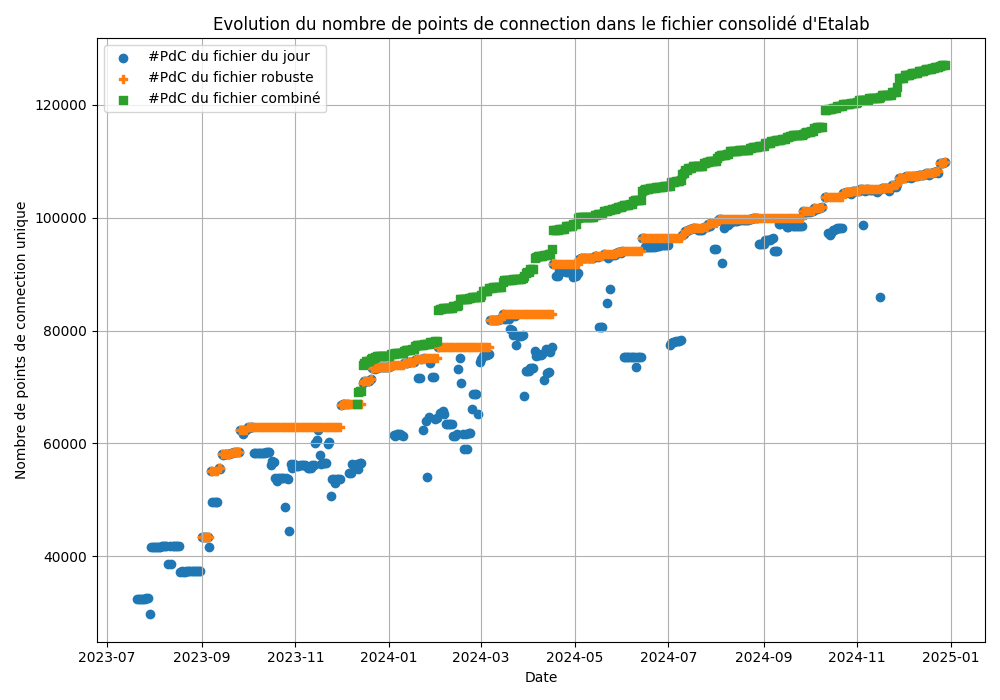 Evolution du nombre de points de connection dans le fichier consolidé d'Etalab
#PdC du fichier du jour
#PdC du fichier robuste
#PdC du fichier combiné
Nombre de points de connection unique
120000
100000
80000
60000
40000
2023-07
2023-09
2023-11
2024-01
2024-03
2024-05
2024-07
2024-09
2024-11
2025-01
Date